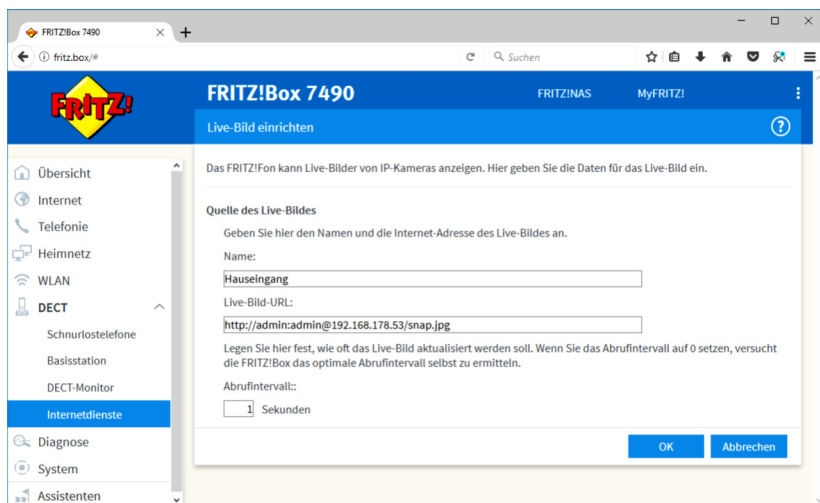 FRITZ!Box 7490
fritz.box/#
Suchen
FRITZ!
FRITZ!Box 7490
FRITZ!NAS
MyFRITZ!
Live-Bild einrichten
Übersicht
Internet
Telefonie
Heimnetz
WLAN
DECT
Schnurlostelefone
Basisstation
DECT-Monitor
Internetdienste
Diagnose
System
Assistenten
Das FRITZ!Fon kann Live-Bilder von IP-Kameras anzeigen. Hier geben Sie die Daten für das Live-Bild ein.
Quelle des Live-Bildes
Geben Sie hier den Namen und die Internet-Adresse des Live-Bildes an.
Name:
Hauseingang
Live-Bild-URL:
http://admin:admin@192.168.178.53/snap.jpg
Legen Sie hier fest, wie oft das Live-Bild aktualisiert werden soll. Wenn Sie das Abrufintervall auf 0 setzen, versucht
die FRITZ!Box das optimale Abrufintervall selbst zu ermitteln.
Abrufintervall::
1 Sekunden
OK
Abbrechen